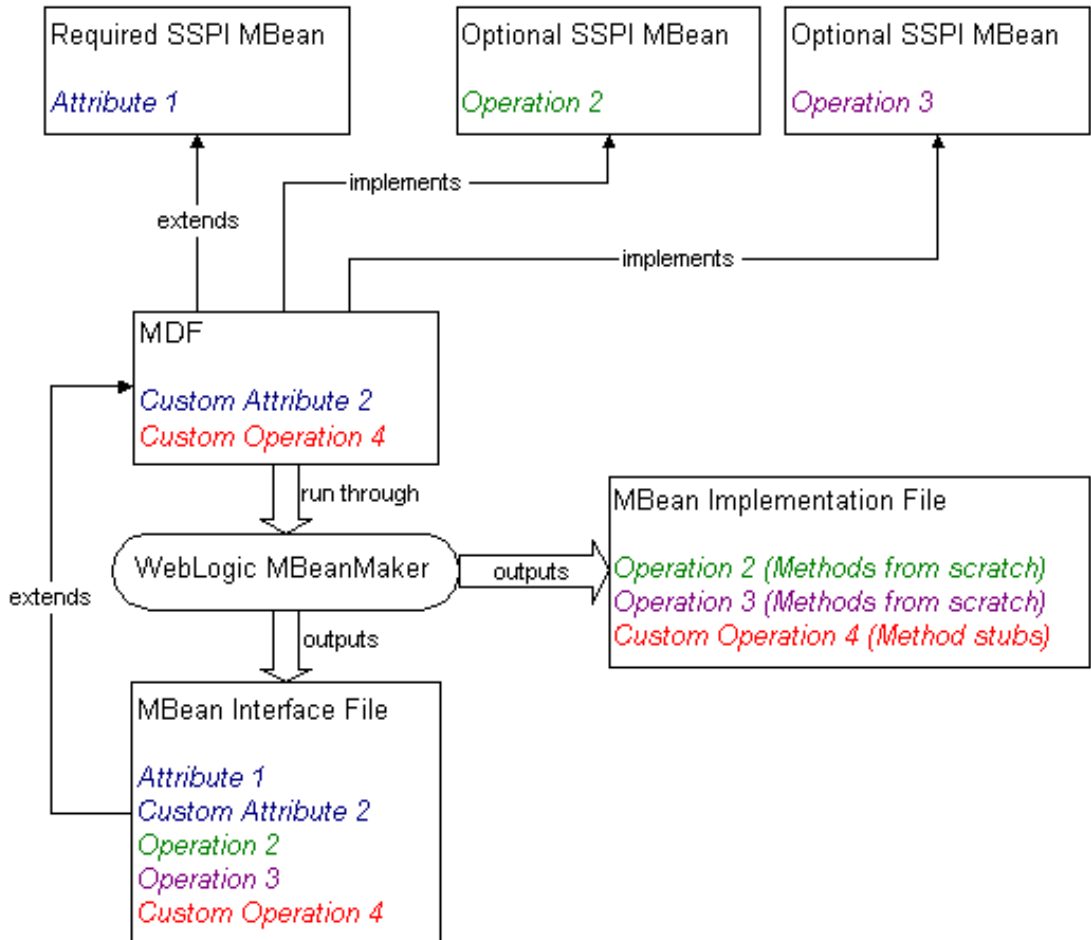 Required SSPI MBean
Attribute 1
Optional SSPI MBean
Operation 2
Optional SSPI MBean
Operation 3
implements
extends
implements
MDF
Custom Attribute 2
Custom Operation 4
run through
MBean Implementation File
Operation 2 (Methods from scratch)
Operation 3 (Methods from scratch)
Custom Operation 4 (Method stubs)
WebLogic MBeanMaker
outputs
extends
outputs
MBean Interface File
Attribute 1
Custom Attribute 2
Operation 2
Operation 3
Custom Operation 4